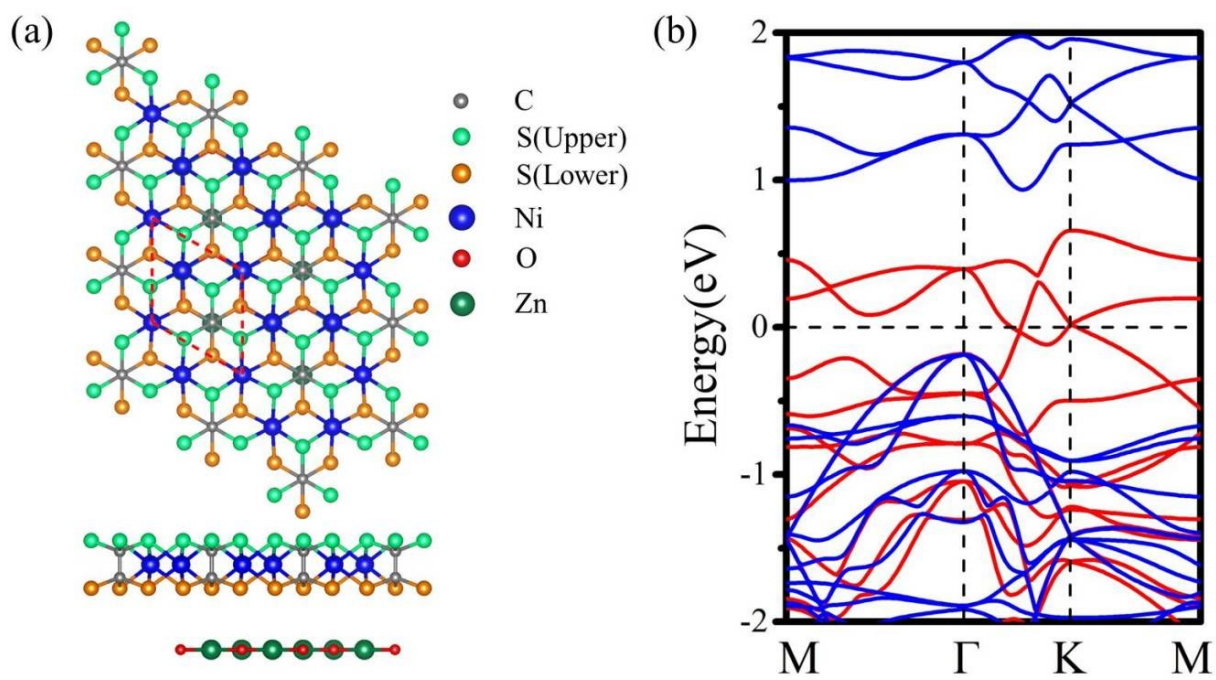 (a)
C
S(Upper)
S(Lower)
Ni
O
Zn
(b)
Energy(eV)
2
1
0
-1
-2
M Γ K M